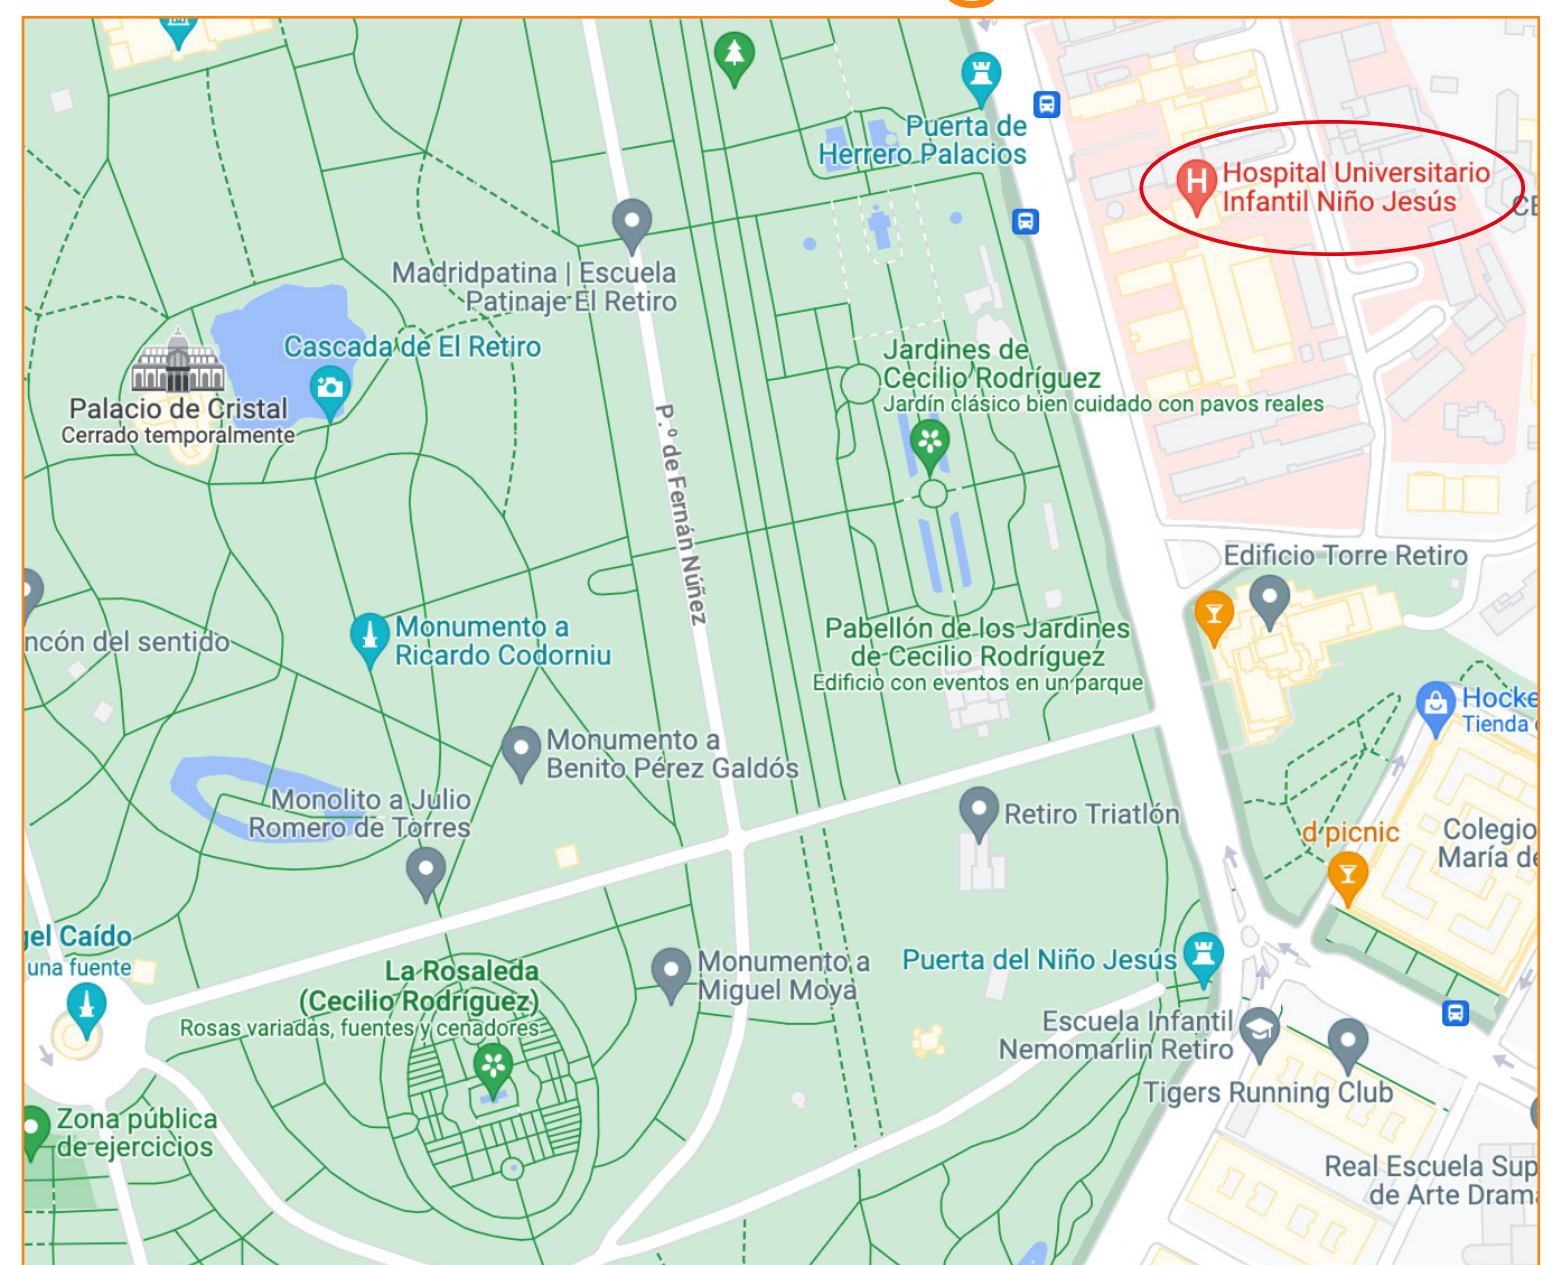 Puerta de
Herrero Palacios
H
Hospital Universitario
Infantil Niño Jesús
CE
Madridpatina | Escuela
Patinaje El Retiro
Cascada de El Retiro
Palacio de Cristal
Cerrado temporalmente
Jardines de
Cecilio Rodríguez
Jardín clásico bien cuidado con pavos reales
P.º de Fernán Núñez
Edificio Torre Retiro
ncón del sentido
Monumento a
Ricardo Codorniu
Pabellón de los Jardines
de Cecilio Rodríguez
Edificio con eventos en un parque
Hocke
Tienda
Monumento a
Benito Pérez Galdós
Monolito a Julio
Romero de Torres
Retiro Triatlón
d picnic
Colegio
María de
gel Caído
una fuente
La Rosaleda
(Cecilio Rodríguez)
Rosas variadas, fuentes y cenadores
Monumento a
Miguel Moya
Puerta del Niño Jesús
Escuela Infantil
Nemomarlin Retiro
Tigers Running Club
Zona pública
de ejercicios
Real Escuela Sup
de Arte Drama